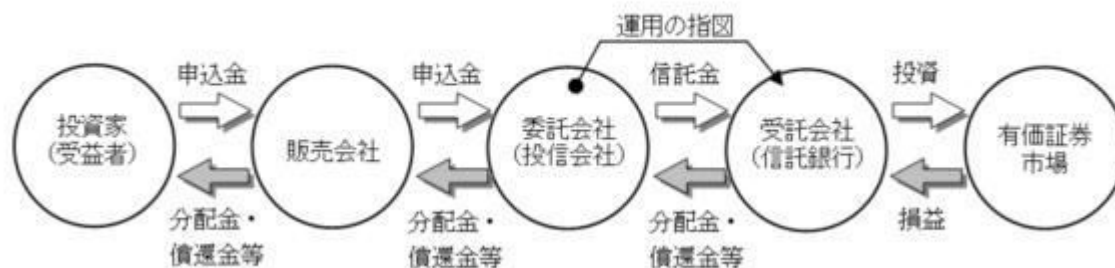 運用の指図
申込金
申込金
信託金
投資
投資家
(受益者)
販売会社
委託会社
(投信会社)
受託会社
(信託銀行)
有価証券
市場
分配金・
償還金等
分配金・
償還金等
分配金・
償還金等
損益